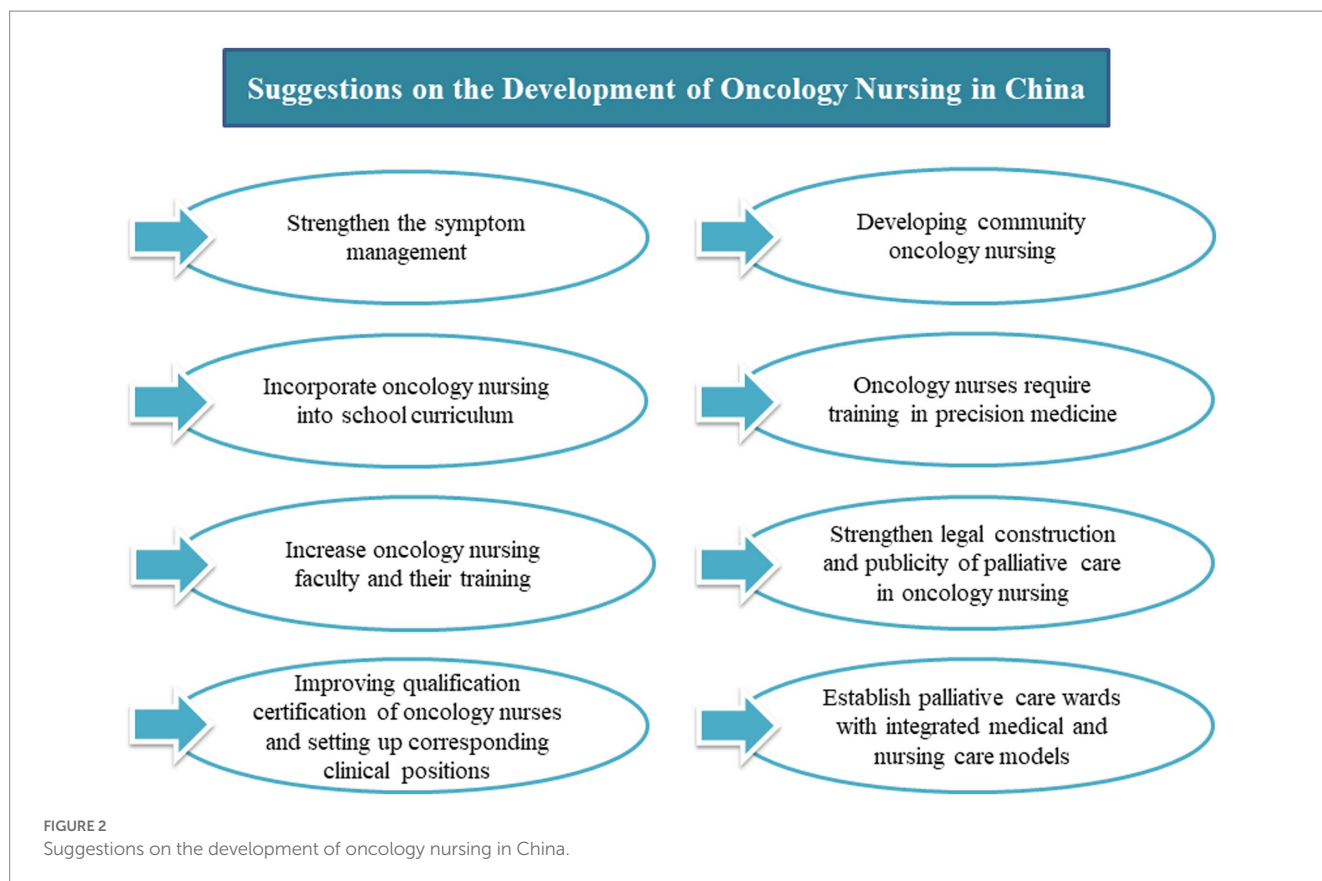 Suggestions on the Development of Oncology Nursing in China
Strengthen the symptom
management
Developing community
oncology nursing
Incorporate oncology nursing
into school curriculum
Oncology nurses require
training in precision medicine
Increase oncology nursing
faculty and their training
Strengthen legal construction
and publicity of palliative care
in oncology nursing
Improving qualification
certification of oncology nurses
and setting up corresponding
clinical positions
Establish palliative care wards
with integrated medical and
nursing care models
FIGURE 2
Suggestions on the development of oncology nursing in China.